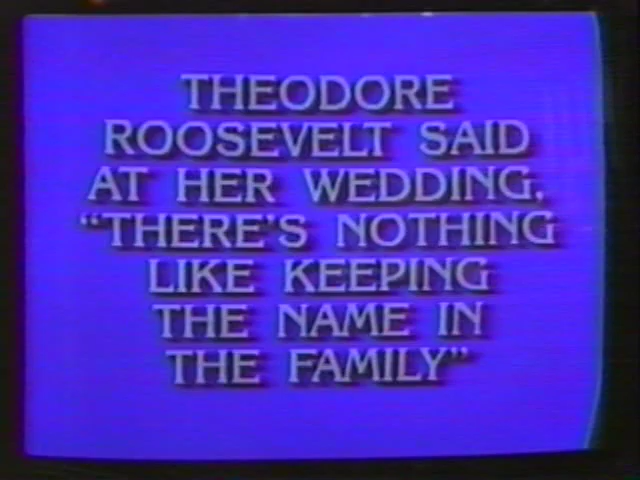 THEODORE
ROOSEVELT SAID
AT HER WEDDING,
“THERE'S NOTHING
LIKE KEEPING
THE NAME IN
THE FAMILY”